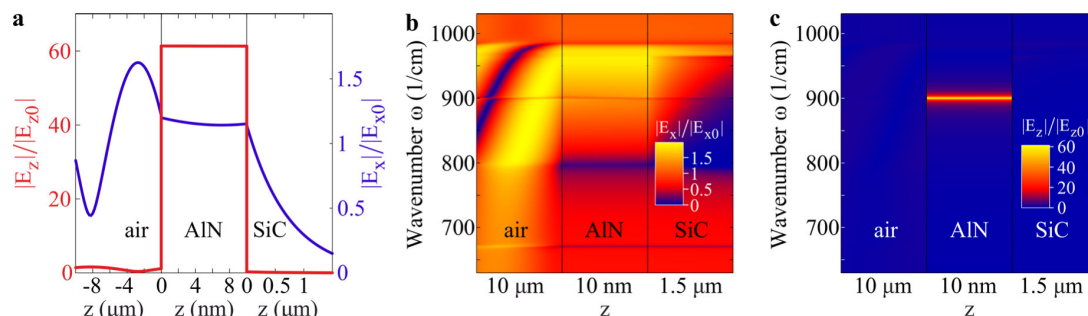 a
60
40
20
0
|E_z|/|E_z0|
1.5
1
0.5
0
|E_x|/|E_x0|
air
AlN
SiC
-8
-4
0
4
8
0
0.5
1
z (μm)
z (nm)
z (μm)
b
1000
900
800
700
Wavenumber ω (1/cm)
|E_x|/|E_x0|
1.5
1
0.5
0
air
AlN
SiC
10 μm
10 nm
1.5 μm
z
c
1000
900
800
700
Wavenumber ω (1/cm)
|E_z|/|E_z0|
60
40
20
0
air
AlN
SiC
10 μm
10 nm
1.5 μm
z